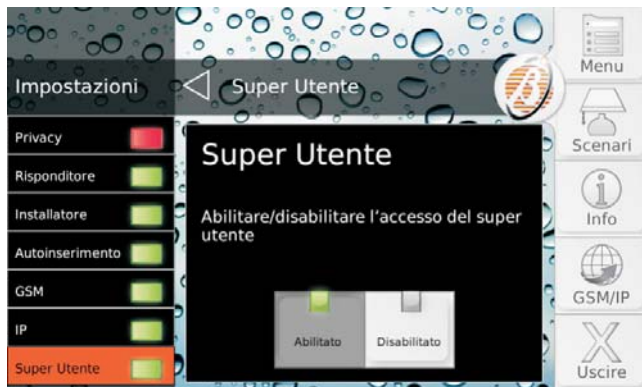 Impostazioni
Super Utente
Privacy
Risponditore
Installatore
Autoinserimento
GSM
IP
Super Utente
Super Utente
Abilitare/disabilitare l'accesso del super
utente
Abilitato
Disabilitato
Menu
Scenari
Info
GSM/IP
Uscire